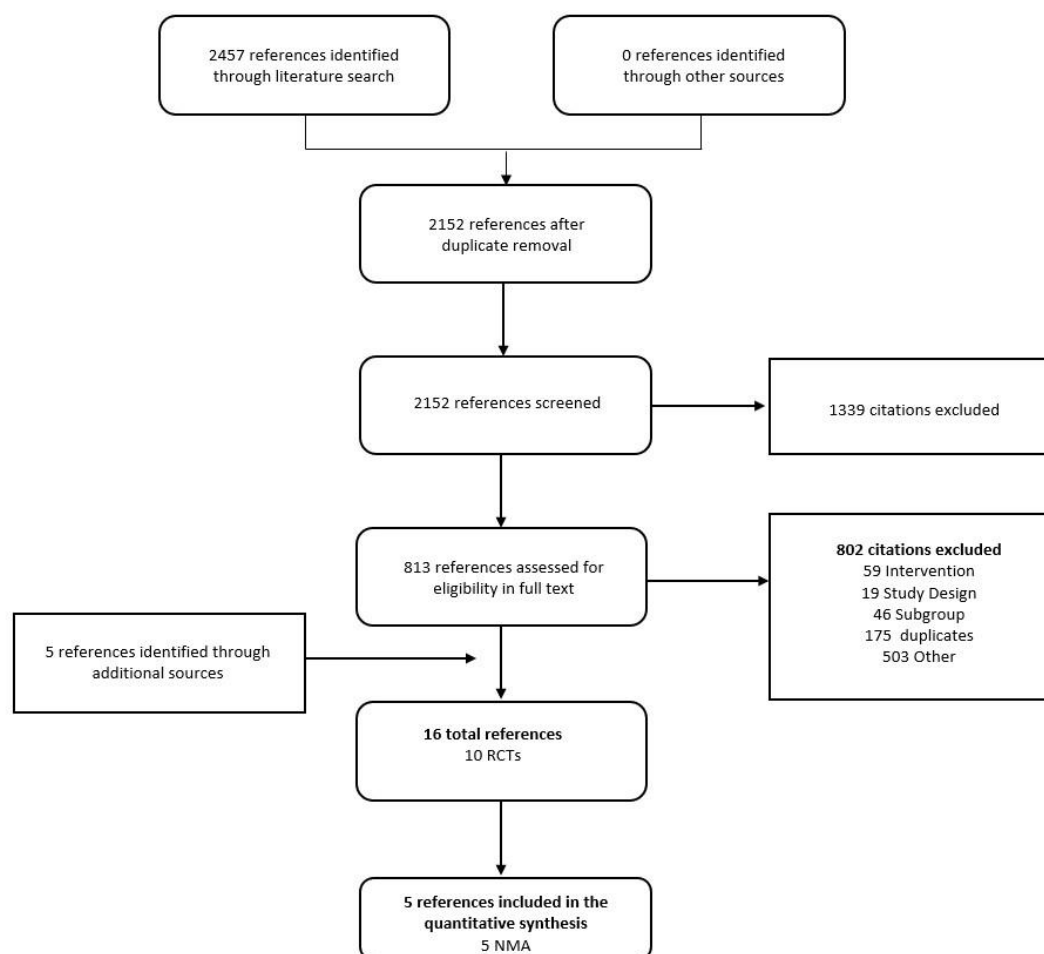 2457 references identified
through literature search
0 references identified
through other sources
2152 references after
duplicate removal
2152 references screened
1339 citations excluded
813 references assessed for
eligibility in full text
802 citations excluded
59 Intervention
19 Study Design
46 Subgroup
175 duplicates
503 Other
5 references identified through
additional sources
16 total references
10 RCTs
5 references included in the
quantitative synthesis
5 NMA